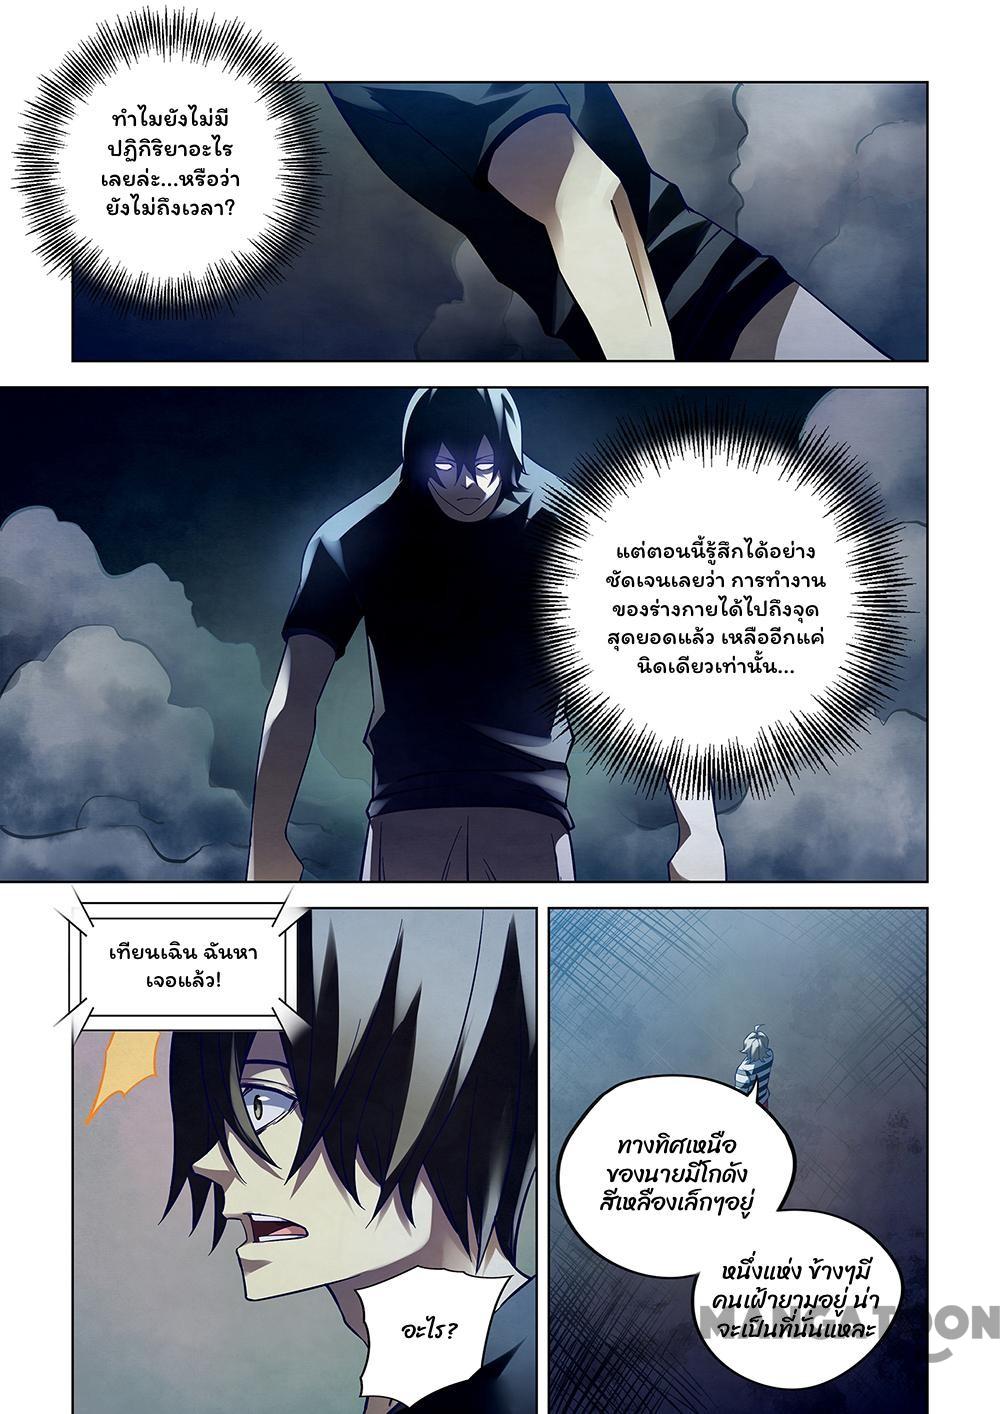 ทำไมยังไม่มี
ปฏิกิริยาอะไร
เลยล่ะ...หรือว่า
ยังไม่ถึงเวลา?
แต่ตอนนี้รู้สึกได้อย่าง
ชัดเจนเลยว่า การทำงาน
ของร่างกายได้ไปถึงจุด
สุดยอดแล้ว เหลืออีกแค่
นิดเดียวเท่านั้น...
เทียนเฉิน ฉันหา
เจอแล้ว!
อะไร?
ทางทิศเหนือ
ของนายมีโกดัง
สีเหลืองเล็กๆอยู่
หนึ่งแห่ง ข้างๆมี
คนเฝ้ายามอยู่ น่า
จะเป็นที่นั่นแหละ
MANGATOON